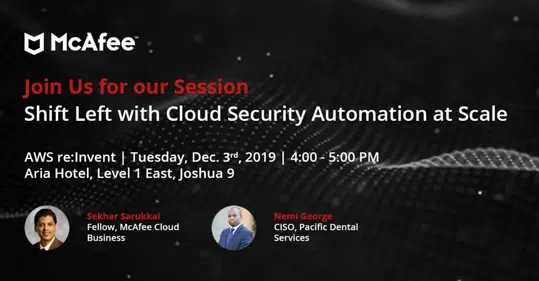 McAfee™
Join Us for our Session
Shift Left with Cloud Security Automation at Scale
AWS re:Invent | Tuesday, Dec. 3rd, 2019 | 4:00 - 5:00 PM
Aria Hotel, Level 1 East, Joshua 9
Sekhar Sarukkai
Fellow, McAfee Cloud
Business
Nemi George
CISO, Pacific Dental
Services